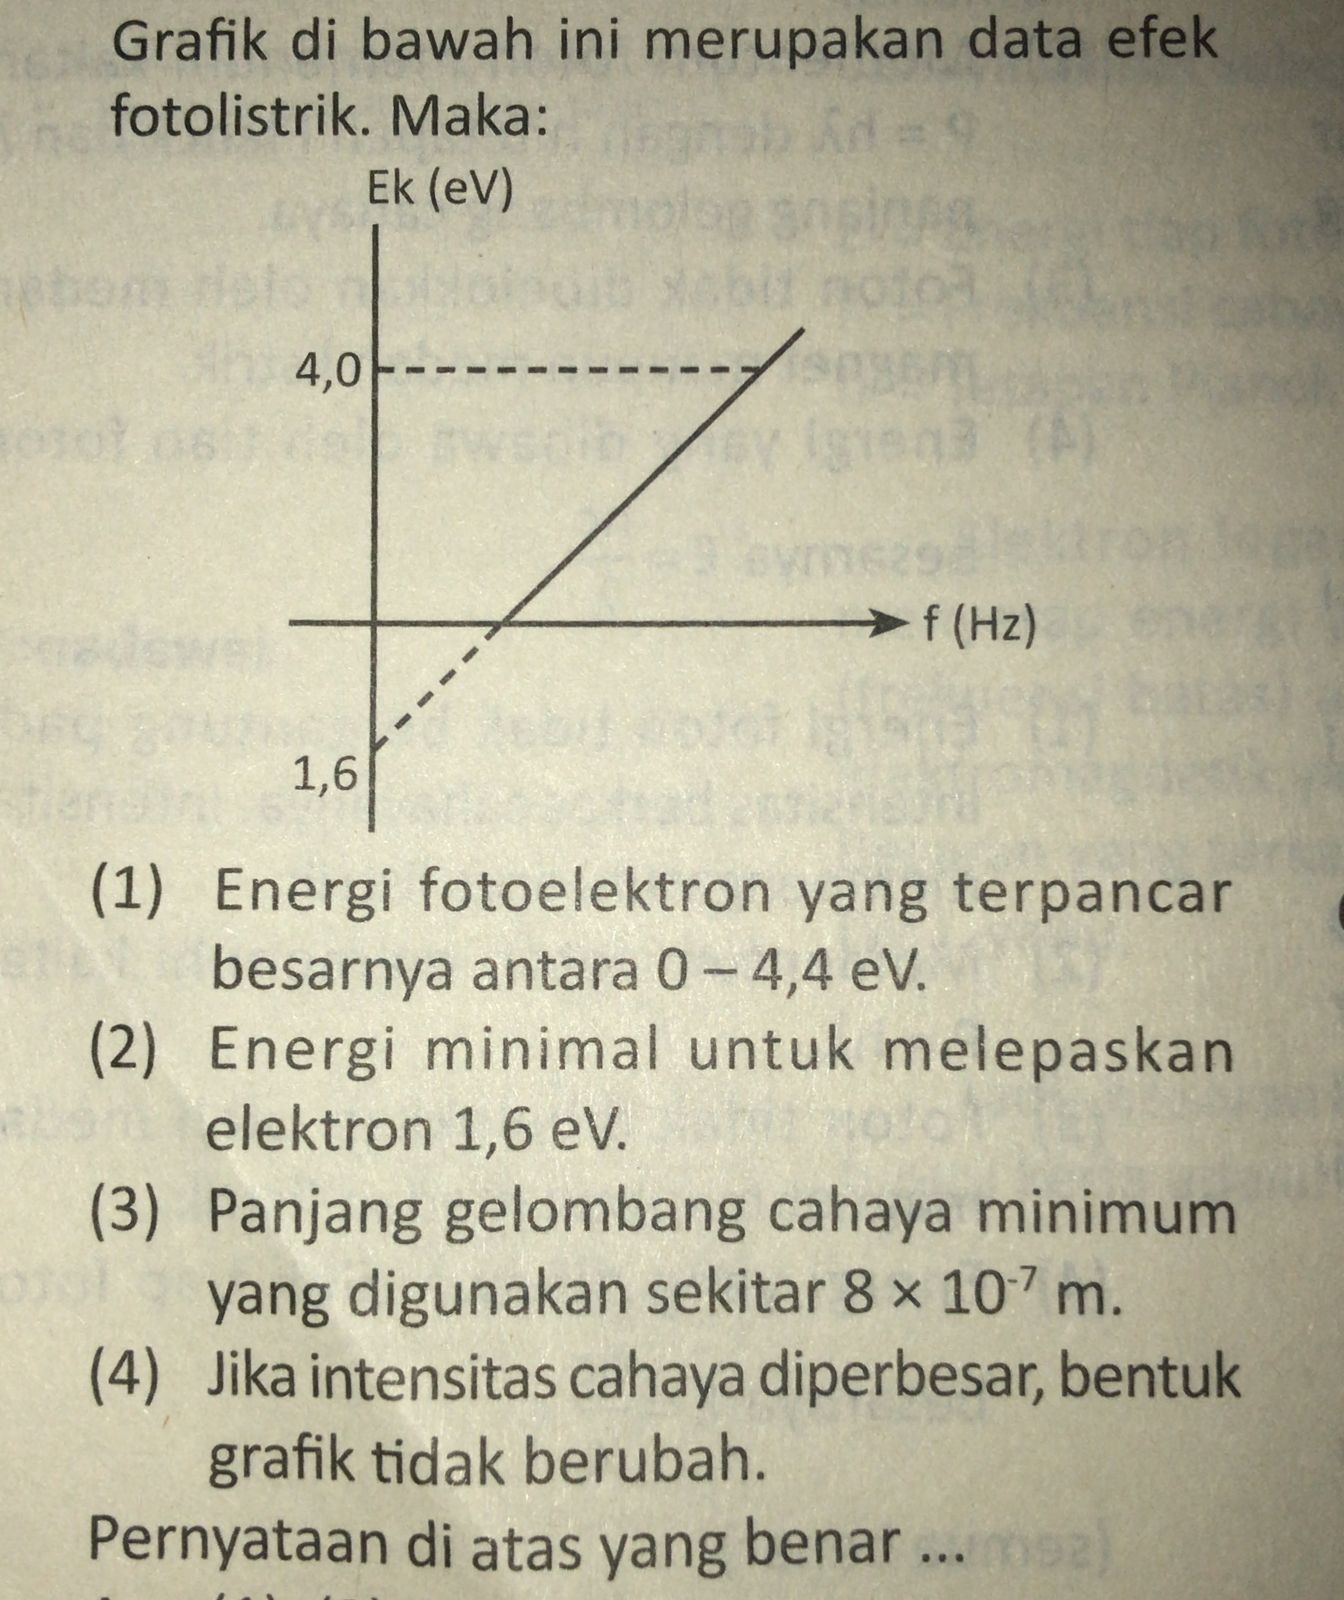 Grafik di bawah ini merupakan data efek
fotolistrik. Maka:
Ek (eV)
4,0
f (Hz)
1,6
(1) Energi fotoelektron yang terpancar
besarnya antara 0 – 4,4 eV.
(2) Energi minimal untuk melepaskan
elektron 1,6 eV.
(3) Panjang gelombang cahaya minimum
yang digunakan sekitar 8 × 10⁻⁷ m.
(4) Jika intensitas cahaya diperbesar, bentuk
grafik tidak berubah.
Pernyataan di atas yang benar ...